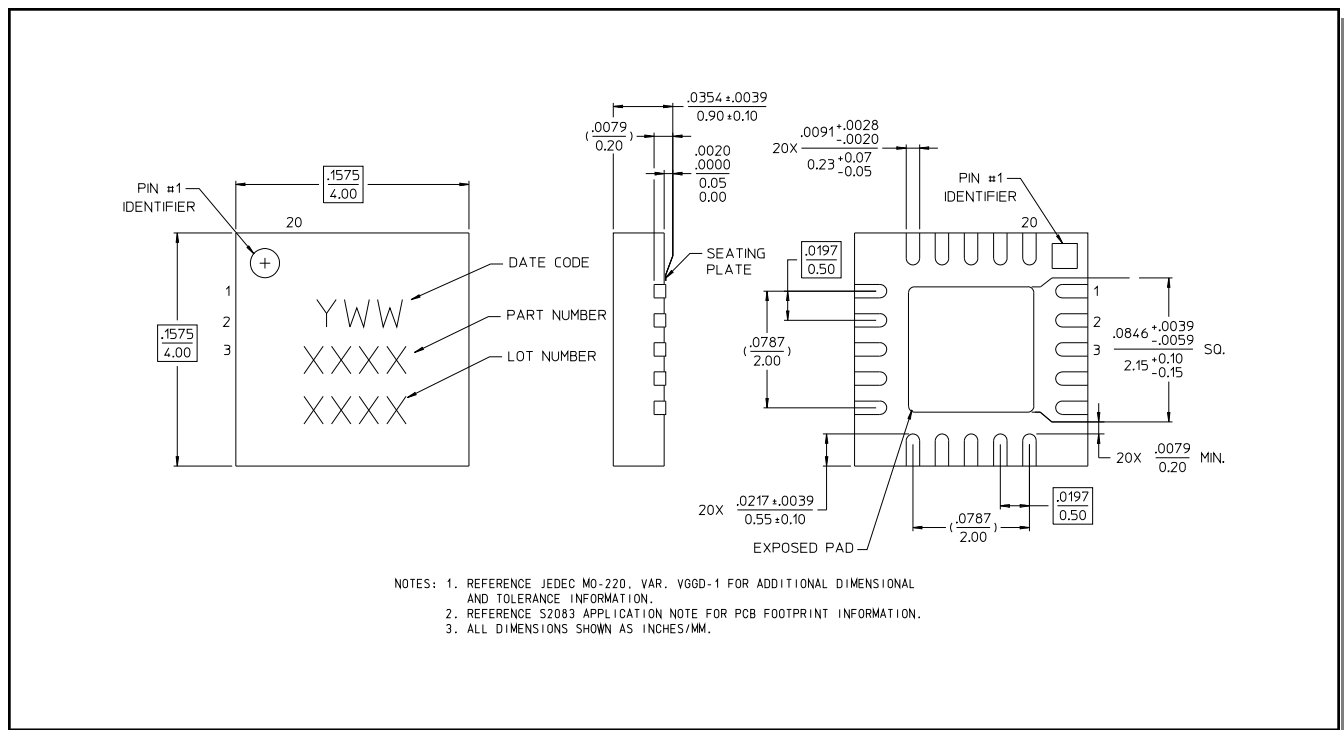 PIN #1
IDENTIFIER
.1575
4.00
20
.1575
4.00
1
2
3
YWW
XXXX
XXXX
DATE CODE
PART NUMBER
LOT NUMBER
.0354 ±.0039
0.90 ±0.10
( .0079 )
0.20
.0020
.0000
0.05
0.00
SEATING
PLATE
20X .0091 +.0028 -.0020
0.23 +0.07 -0.05
PIN #1
IDENTIFIER
20
.0197
0.50
( .0787 )
2.00
1
2
3
.0846 +.0039 -.0059 SQ.
2.15 +0.10 -0.15
20X .0079 MIN.
0.20
20X .0217 ±.0039
0.55 ±0.10
( .0787 )
2.00
.0197
0.50
EXPOSED PAD
NOTES: 1. REFERENCE JEDEC MO-220, VAR. VGGD-1 FOR ADDITIONAL DIMENSIONAL
AND TOLERANCE INFORMATION.
2. REFERENCE S2083 APPLICATION NOTE FOR PCB FOOTPRINT INFORMATION.
3. ALL DIMENSIONS SHOWN AS INCHES/MM.